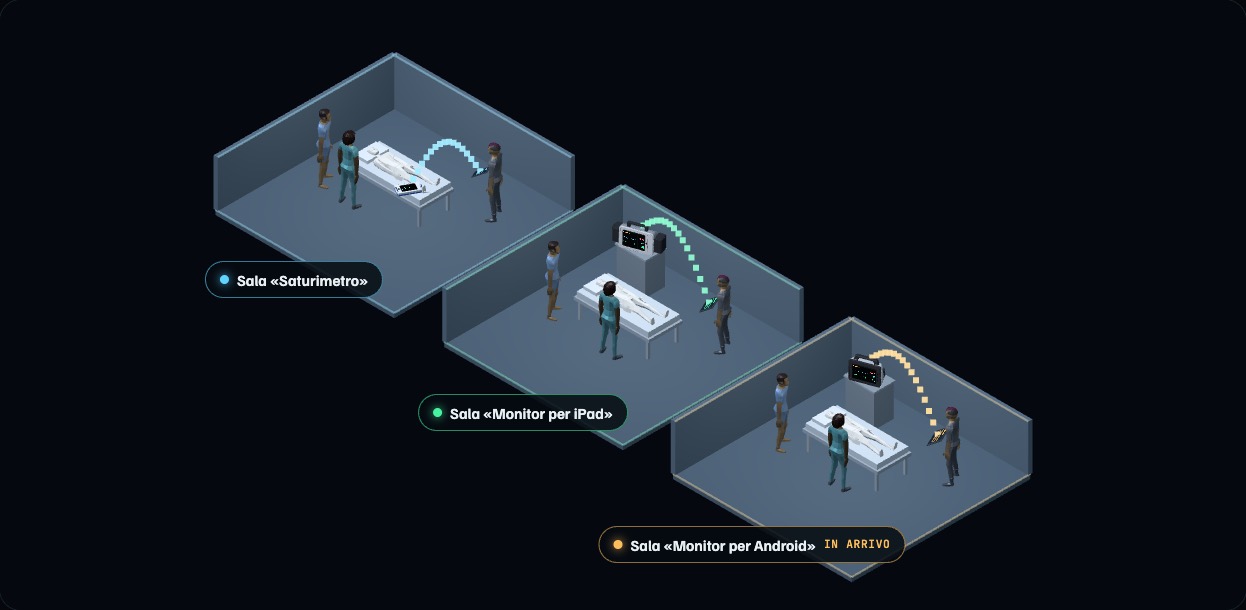 Sala «Saturimetro»
Sala «Monitor per iPad»
Sala «Monitor per Android» IN ARRIVO